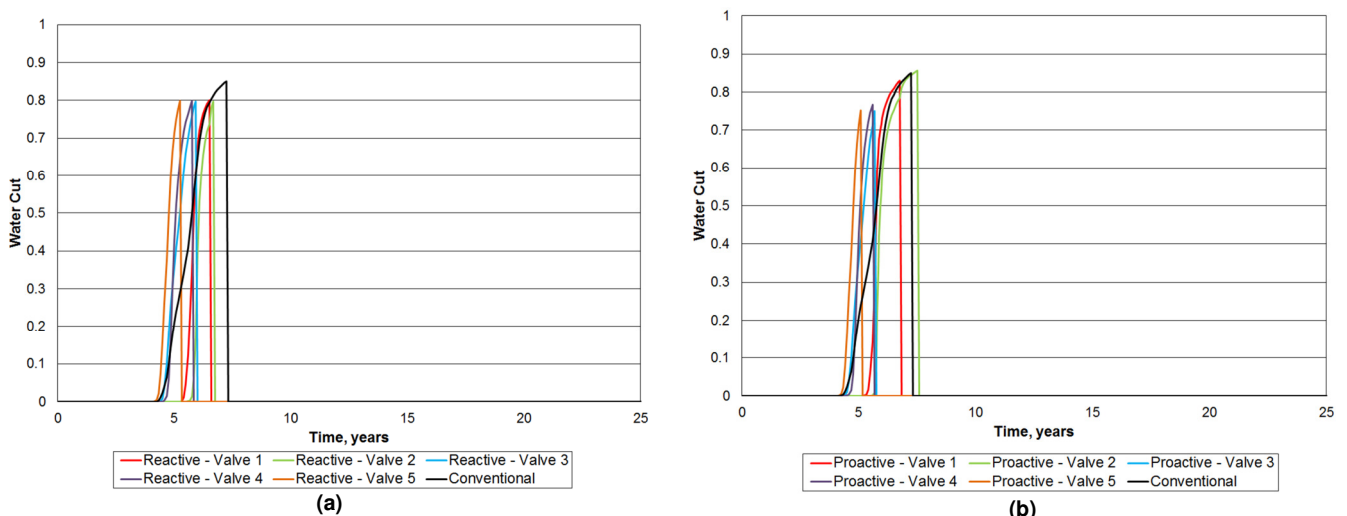 1
0.9
0.8
0.7
0.6
0.5
0.4
0.3
0.2
0.1
0
Water Cut
0 5 10 15 20 25
Time, years
Reactive - Valve 1 Reactive - Valve 2 Reactive - Valve 3
Reactive - Valve 4 Reactive - Valve 5 Conventional
(a)
1
0.9
0.8
0.7
0.6
0.5
0.4
0.3
0.2
0.1
0
Water Cut
0 5 10 15 20 25
Time, years
Proactive - Valve 1 Proactive - Valve 2 Proactive - Valve 3
Proactive - Valve 4 Proactive - Valve 5 Conventional
(b)